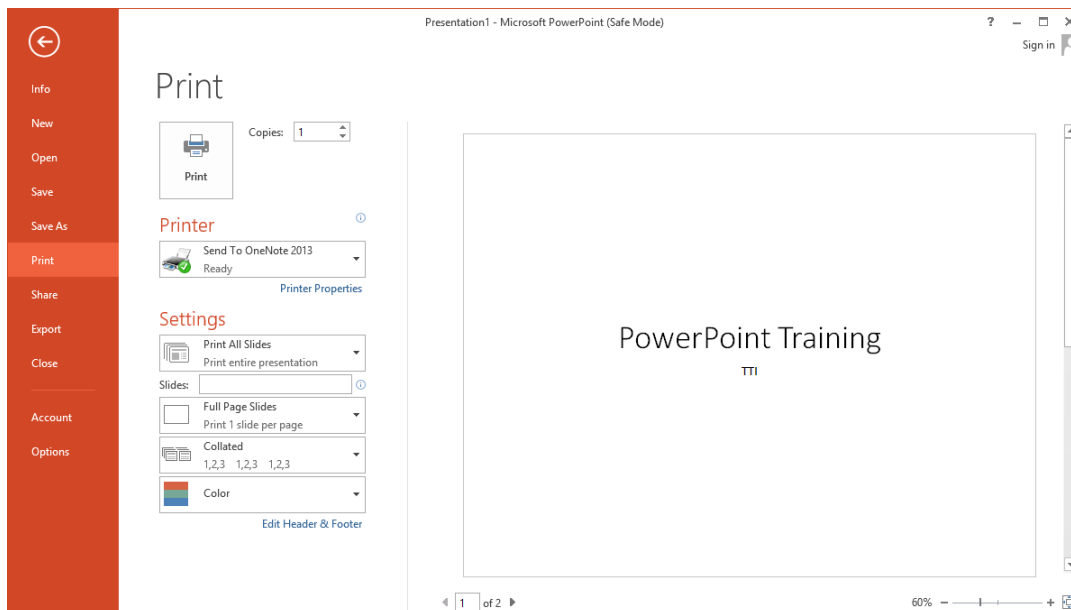 Presentation1 - Microsoft PowerPoint (Safe Mode)
?
Sign in
Info
New
Open
Save
Save As
Print
Share
Export
Close
Account
Options
Print
Print
Copies: 1
Printer
Send To OneNote 2013
Ready
Printer Properties
Settings
Print All Slides
Print entire presentation
Slides:
Full Page Slides
Print 1 slide per page
Collated
1,2,3 1,2,3 1,2,3
Color
Edit Header & Footer
PowerPoint Training
TTI
1 of 2
60%